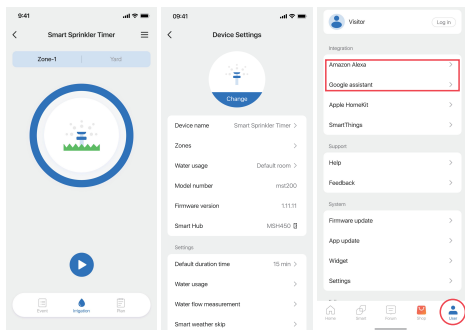 9:41
Smart Sprinkler Timer
Zone-1
Yard
Event
Irrigation
Plan
09:41
Device Settings
Change
Device name
Smart Sprinkler Timer >
Zones >
Water usage
Default room >
Model number
mst200
Firmware version
1.11.11
Smart Hub
MSH450
Settings
Default duration time
15 min >
Water usage >
Water flow measurement >
Smart weather skip >
Visitor
Log in
Integration
Amazon Alexa >
Google assistant >
Apple HomeKit >
SmartThings >
Support
Help >
Feedback >
System
Firmware update >
App update >
Widget >
Settings >
Home
Smart
Forum
Shop
User